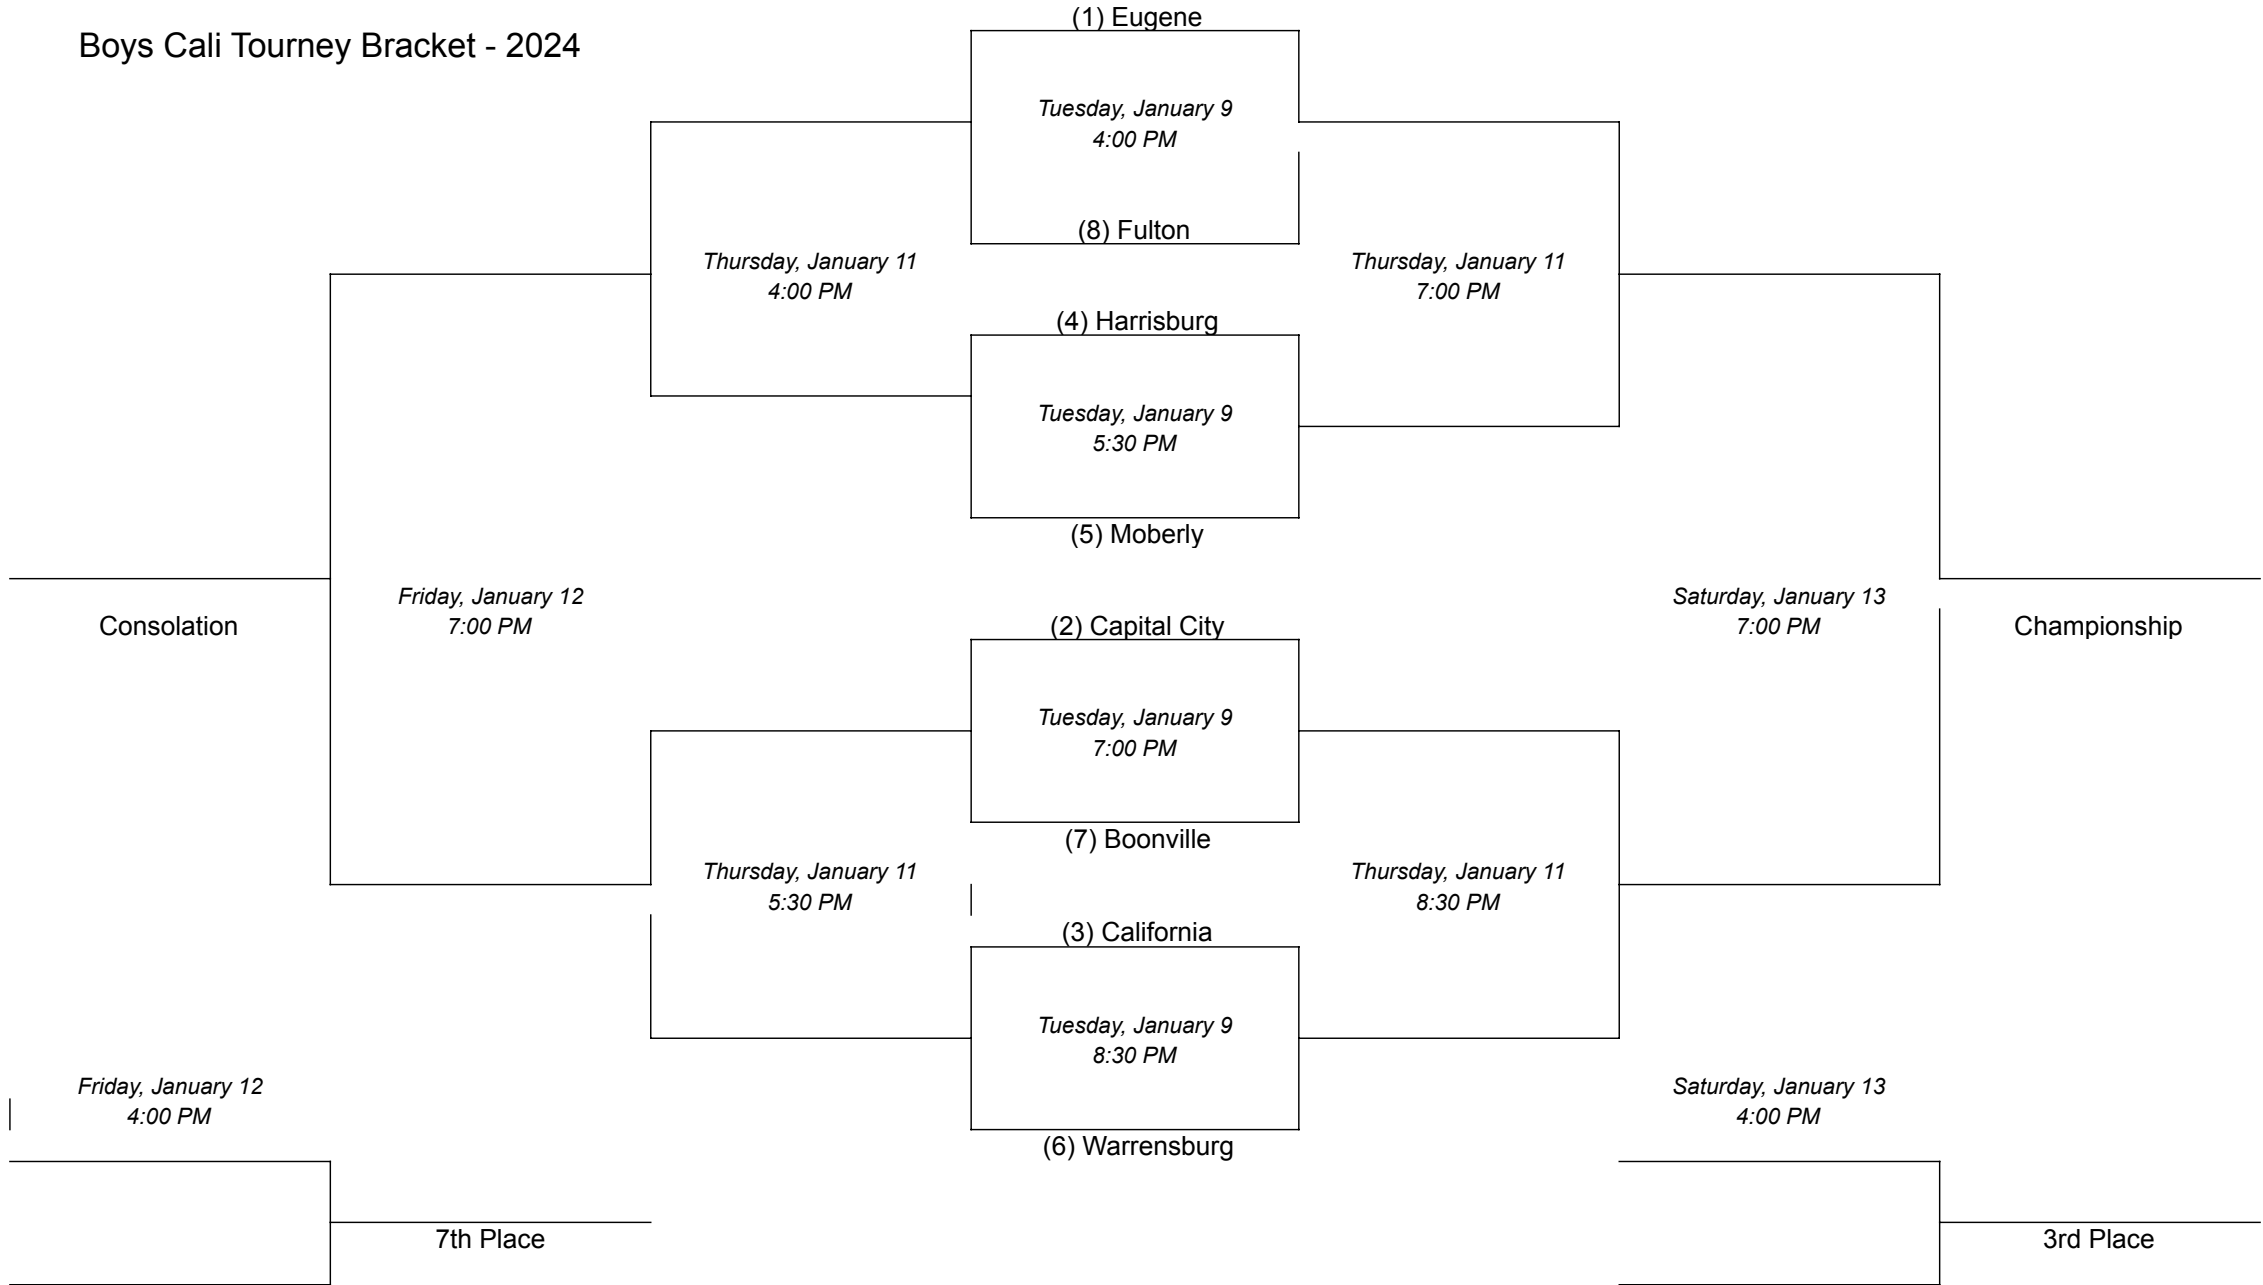 Boys Cali Tourney Bracket - 2024
(1) Eugene
Tuesday, January 9
4:00 PM
(8) Fulton
Thursday, January 11
4:00 PM
Thursday, January 11
7:00 PM
(4) Harrisburg
Tuesday, January 9
5:30 PM
(5) Moberly
Friday, January 12
7:00 PM
Consolation
Saturday, January 13
7:00 PM
Championship
(2) Capital City
Tuesday, January 9
7:00 PM
(7) Boonville
Thursday, January 11
5:30 PM
Thursday, January 11
8:30 PM
(3) California
Tuesday, January 9
8:30 PM
(6) Warrensburg
Friday, January 12
4:00 PM
7th Place
Saturday, January 13
4:00 PM
3rd Place